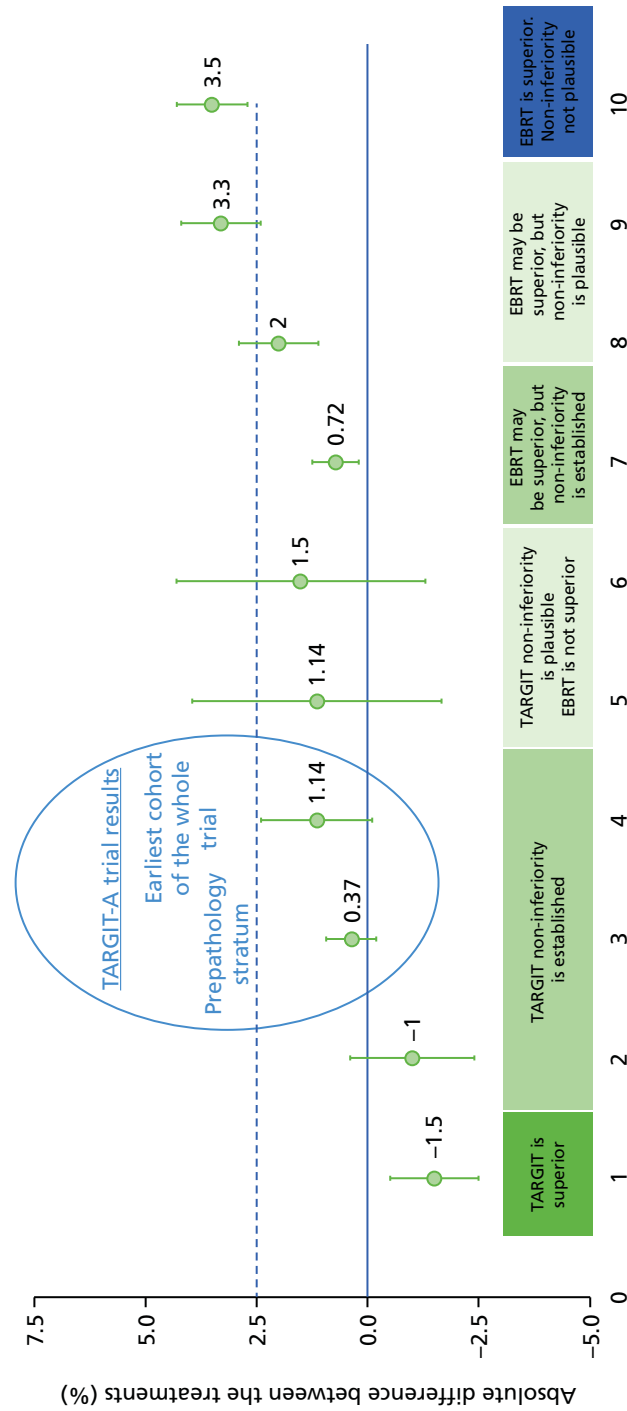 Absolute difference between the treatments (%)
7.5
5.0
2.5
0.0
−2.5
−5.0
TARGIT-A trial results
Earliest cohort
of the whole
trial
Prepathology
stratum
−1.5
−1
0.37
1.14
1.14
1.5
0.72
2
3.3
3.5
TARGIT is
superior
TARGIT non-inferiority
is established
TARGIT non-inferiority
is plausible
EBRT is not superior
EBRT may
be superior, but
non-inferiority
is established
EBRT may be
superior, but
non-inferiority
is plausible
EBRT is superior.
Non-inferiority
not plausible
0
1
2
3
4
5
6
7
8
9
10